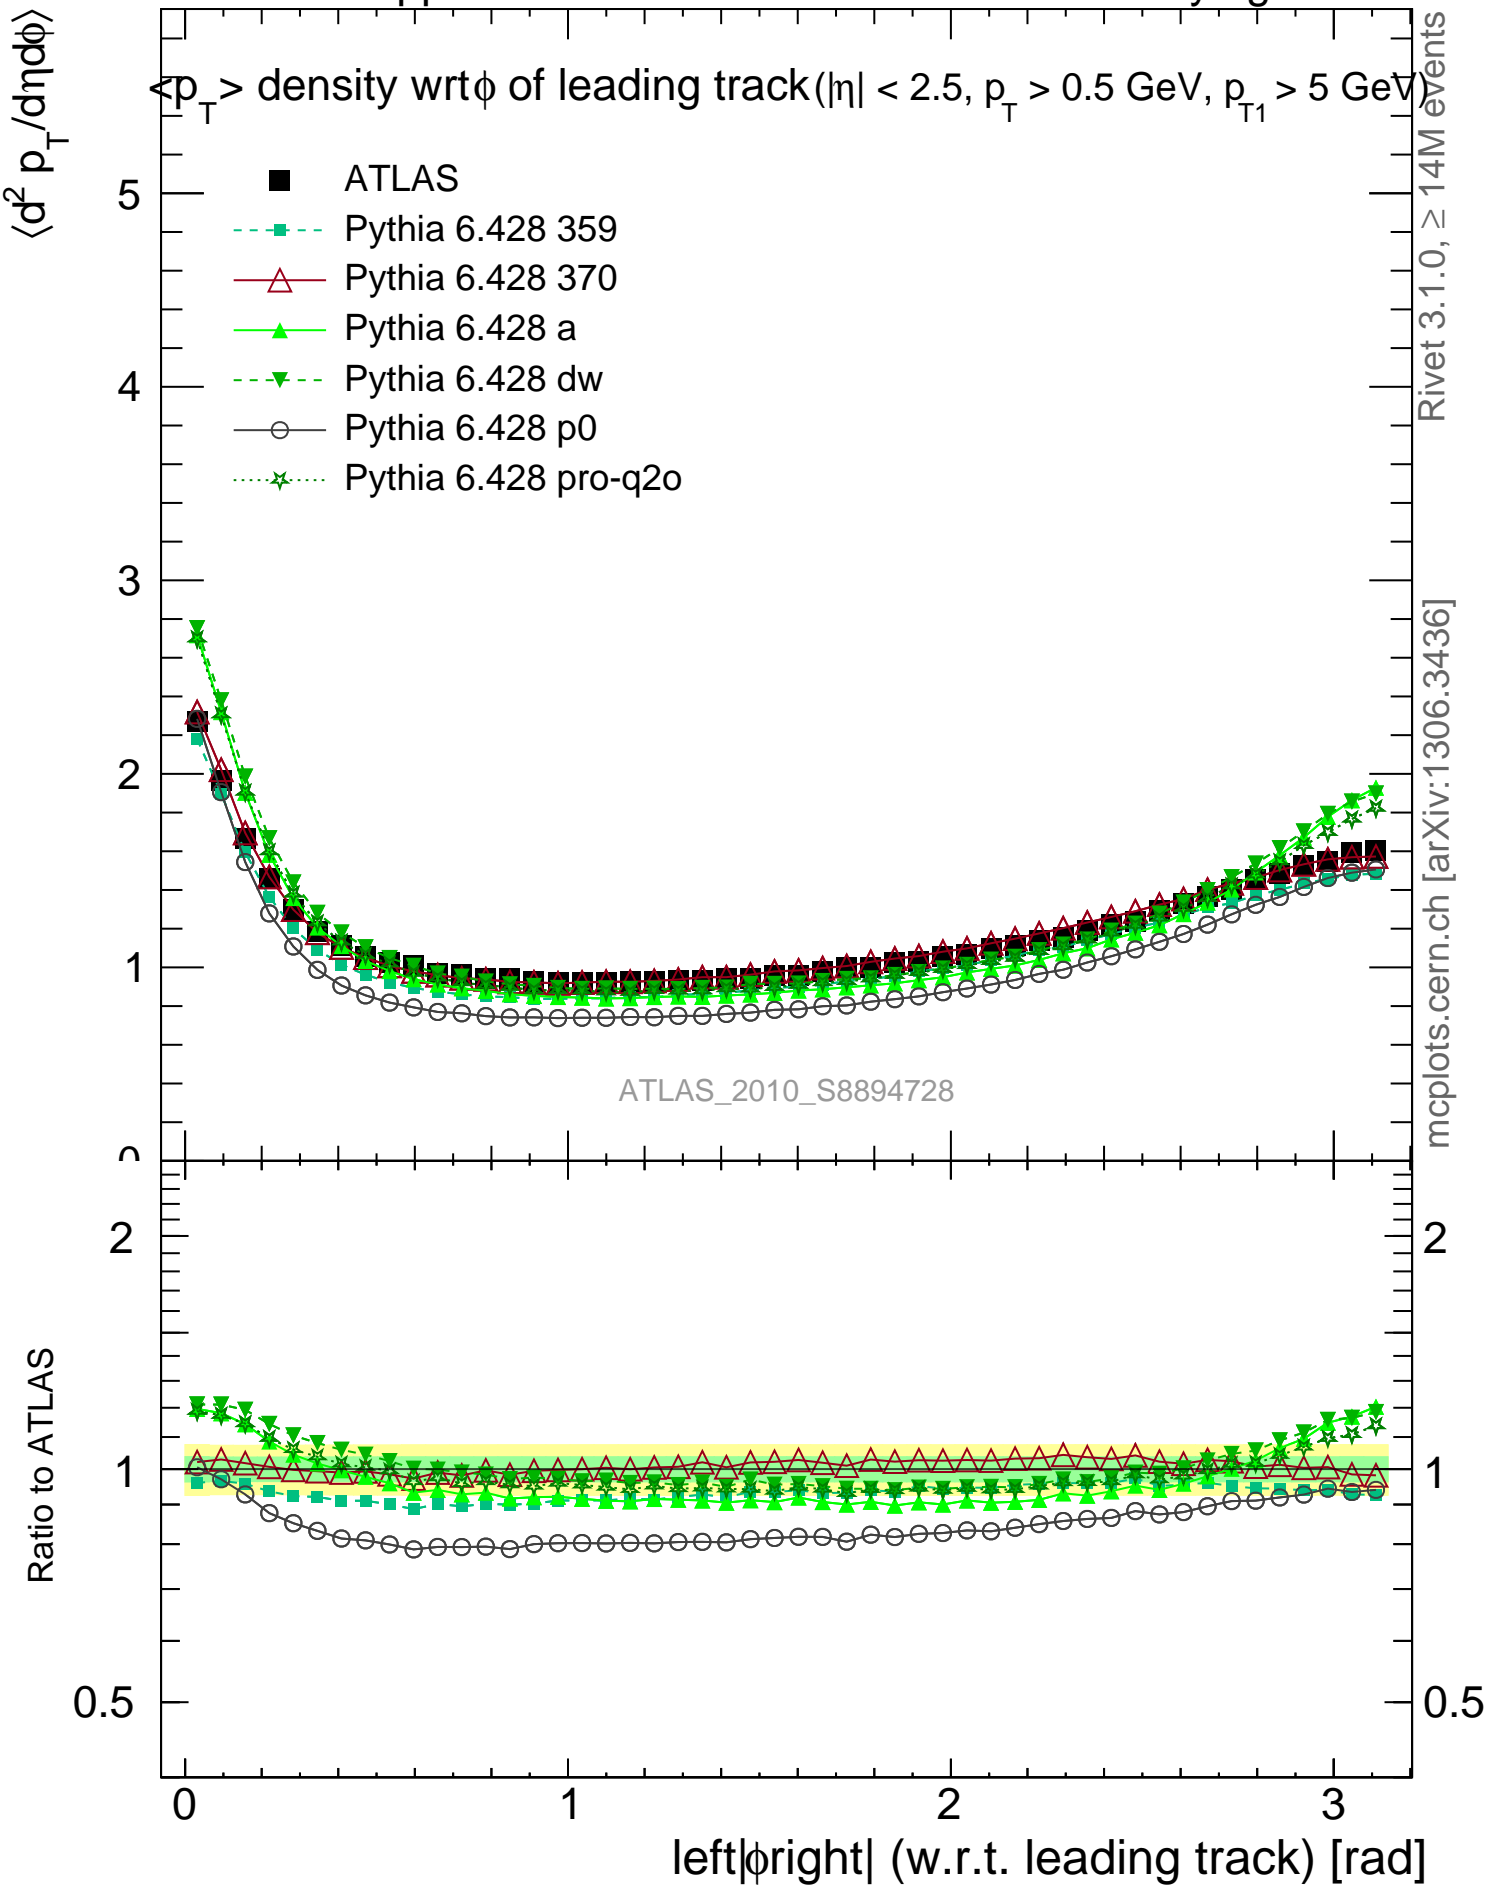 ⟨d² p_T/dηdϕ⟩
<p_T> density wrt ϕ of leading track (|η| < 2.5, p_T > 0.5 GeV, p_T1 > 5 GeV)
ATLAS
Pythia 6.428 359
Pythia 6.428 370
Pythia 6.428 a
Pythia 6.428 dw
Pythia 6.428 p0
Pythia 6.428 pro-q2o
5
4
3
2
1
0
ATLAS_2010_S8894728
Rivet 3.1.0, ≥ 14M events
mcplots.cern.ch [arXiv:1306.3436]
Ratio to ATLAS
2
1
0.5
2
1
0.5
0 1 2 3
left|ϕright| (w.r.t. leading track) [rad]